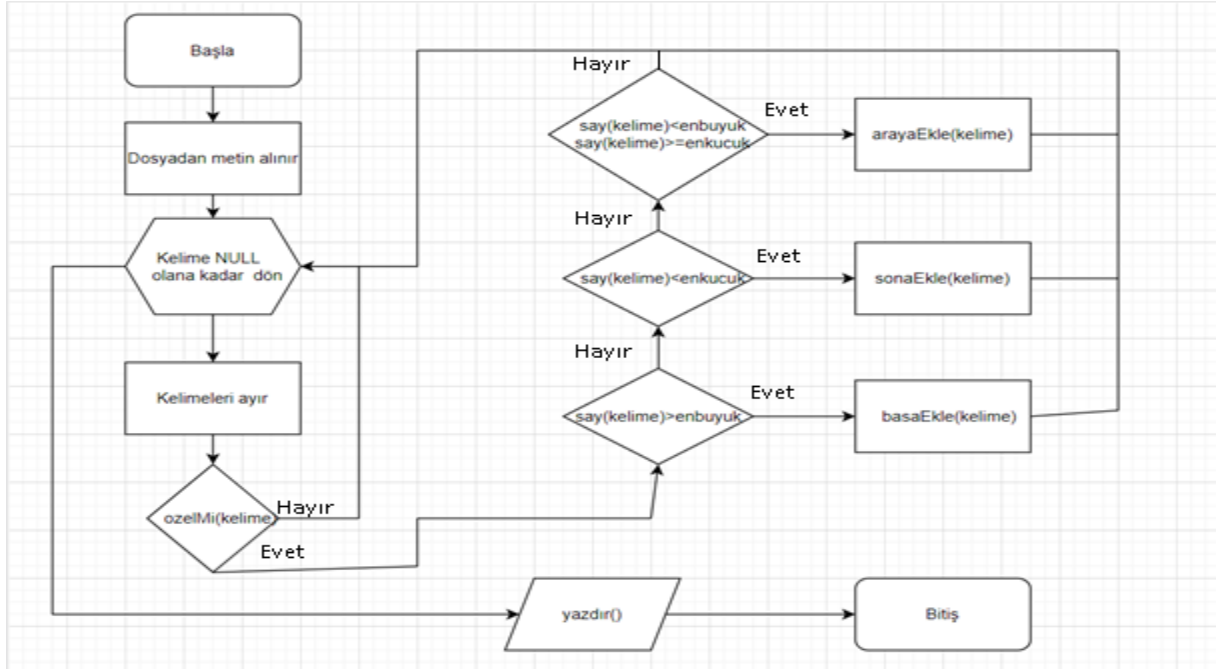 Başla
Dosyadan metin alınır
Kelime NULL
olana kadar dön
Kelimeleri ayır
ozelMi(kelime)
Hayır
Evet
say(kelime)>enbuyuk
Evet
basaEkle(kelime)
Hayır
say(kelime)<enkucuk
Evet
sonaEkle(kelime)
Hayır
say(kelime)<enbuyuk
say(kelime)>=enkucuk
Evet
arayaEkle(kelime)
Hayır
yazdır()
Bitiş